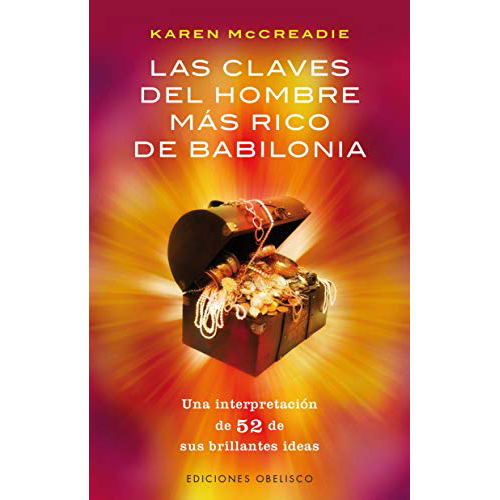 KAREN McCREADIE
LAS CLAVES
DEL HOMBRE
MÁS RICO
DE BABILONIA
Una interpretación
de 52 de
sus brillantes ideas
EDICIONES OBELISCO